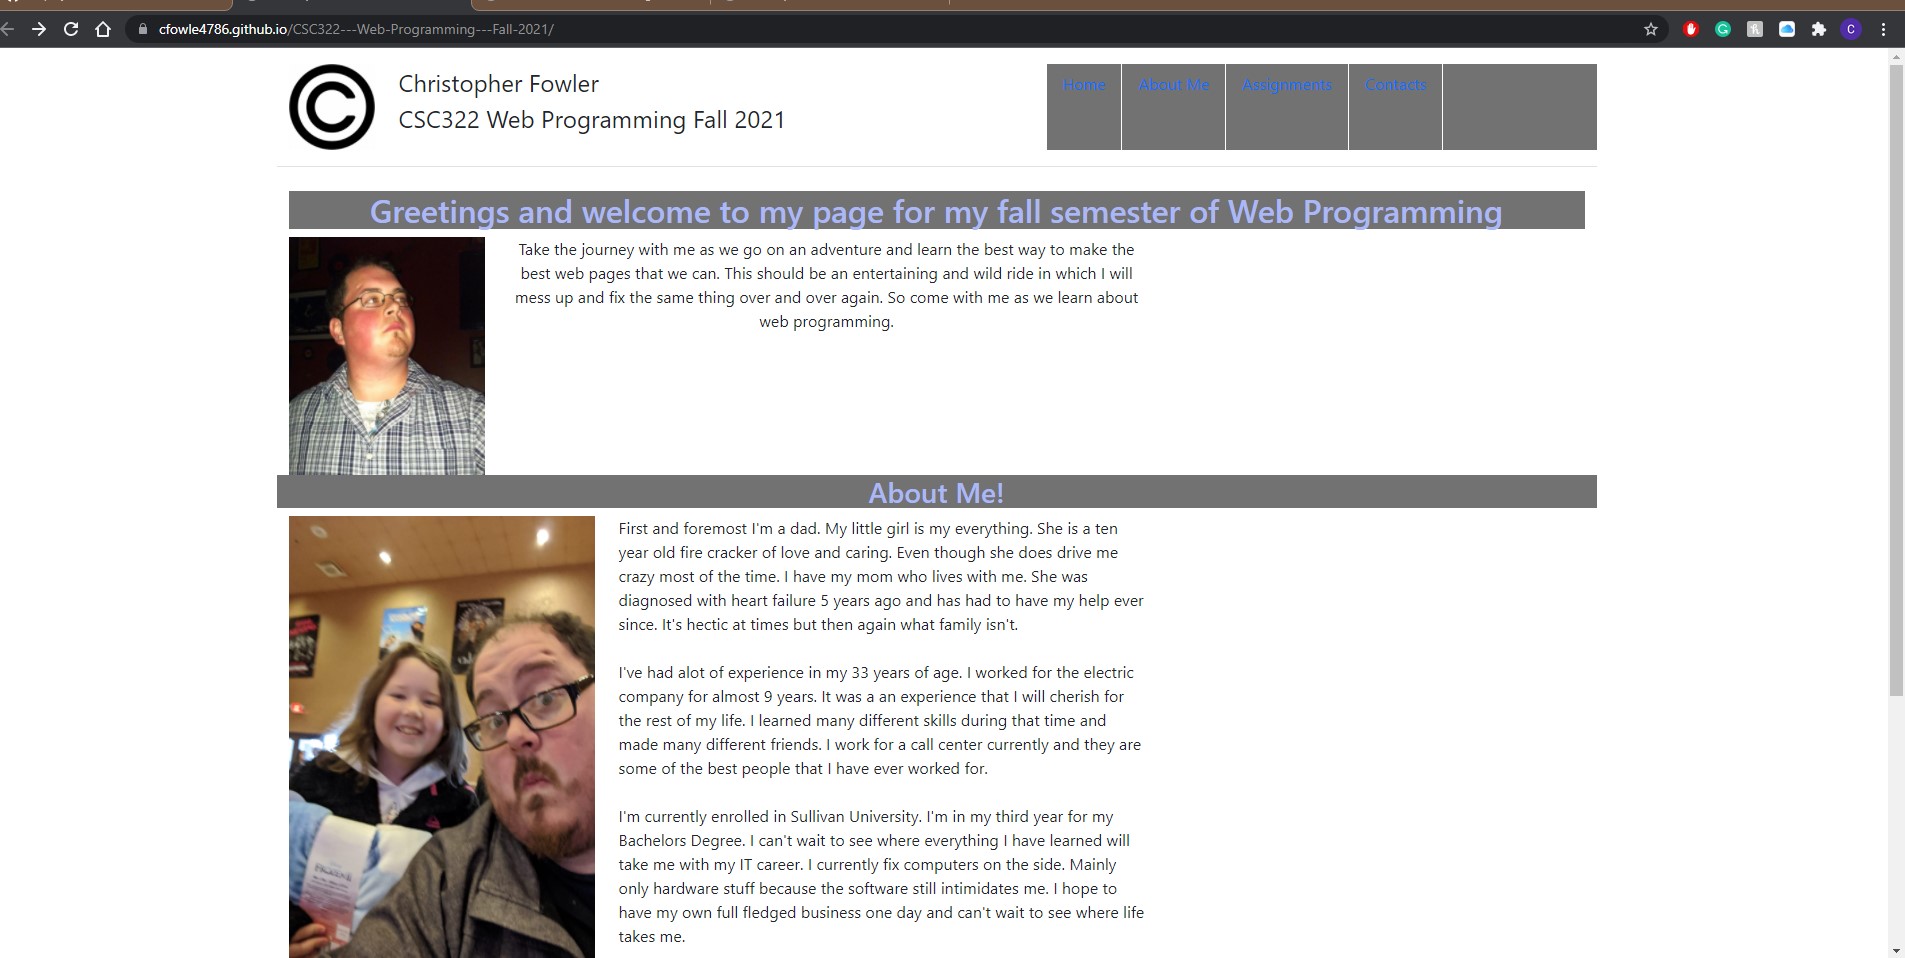 cfowle4786.github.io/CSC322---Web-Programming---Fall-2021/
Christopher Fowler
CSC322 Web Programming Fall 2021
Home
About Me
Assignments
Contacts
Greetings and welcome to my page for my fall semester of Web Programming
Take the journey with me as we go on an adventure and learn the best way to make the
best web pages that we can. This should be an entertaining and wild ride in which I will
mess up and fix the same thing over and over again. So come with me as we learn about
web programming.
About Me!
First and foremost I'm a dad. My little girl is my everything. She is a ten
year old fire cracker of love and caring. Even though she does drive me
crazy most of the time. I have my mom who lives with me. She was
diagnosed with heart failure 5 years ago and has had to have my help ever
since. It's hectic at times but then again what family isn't.
I've had alot of experience in my 33 years of age. I worked for the electric
company for almost 9 years. It was a an experience that I will cherish for
the rest of my life. I learned many different skills during that time and
made many different friends. I work for a call center currently and they are
some of the best people that I have ever worked for.
I'm currently enrolled in Sullivan University. I'm in my third year for my
Bachelors Degree. I can't wait to see where everything I have learned will
take me with my IT career. I currently fix computers on the side. Mainly
only hardware stuff because the software still intimidates me. I hope to
have my own full fledged business one day and can't wait to see where life
takes me.